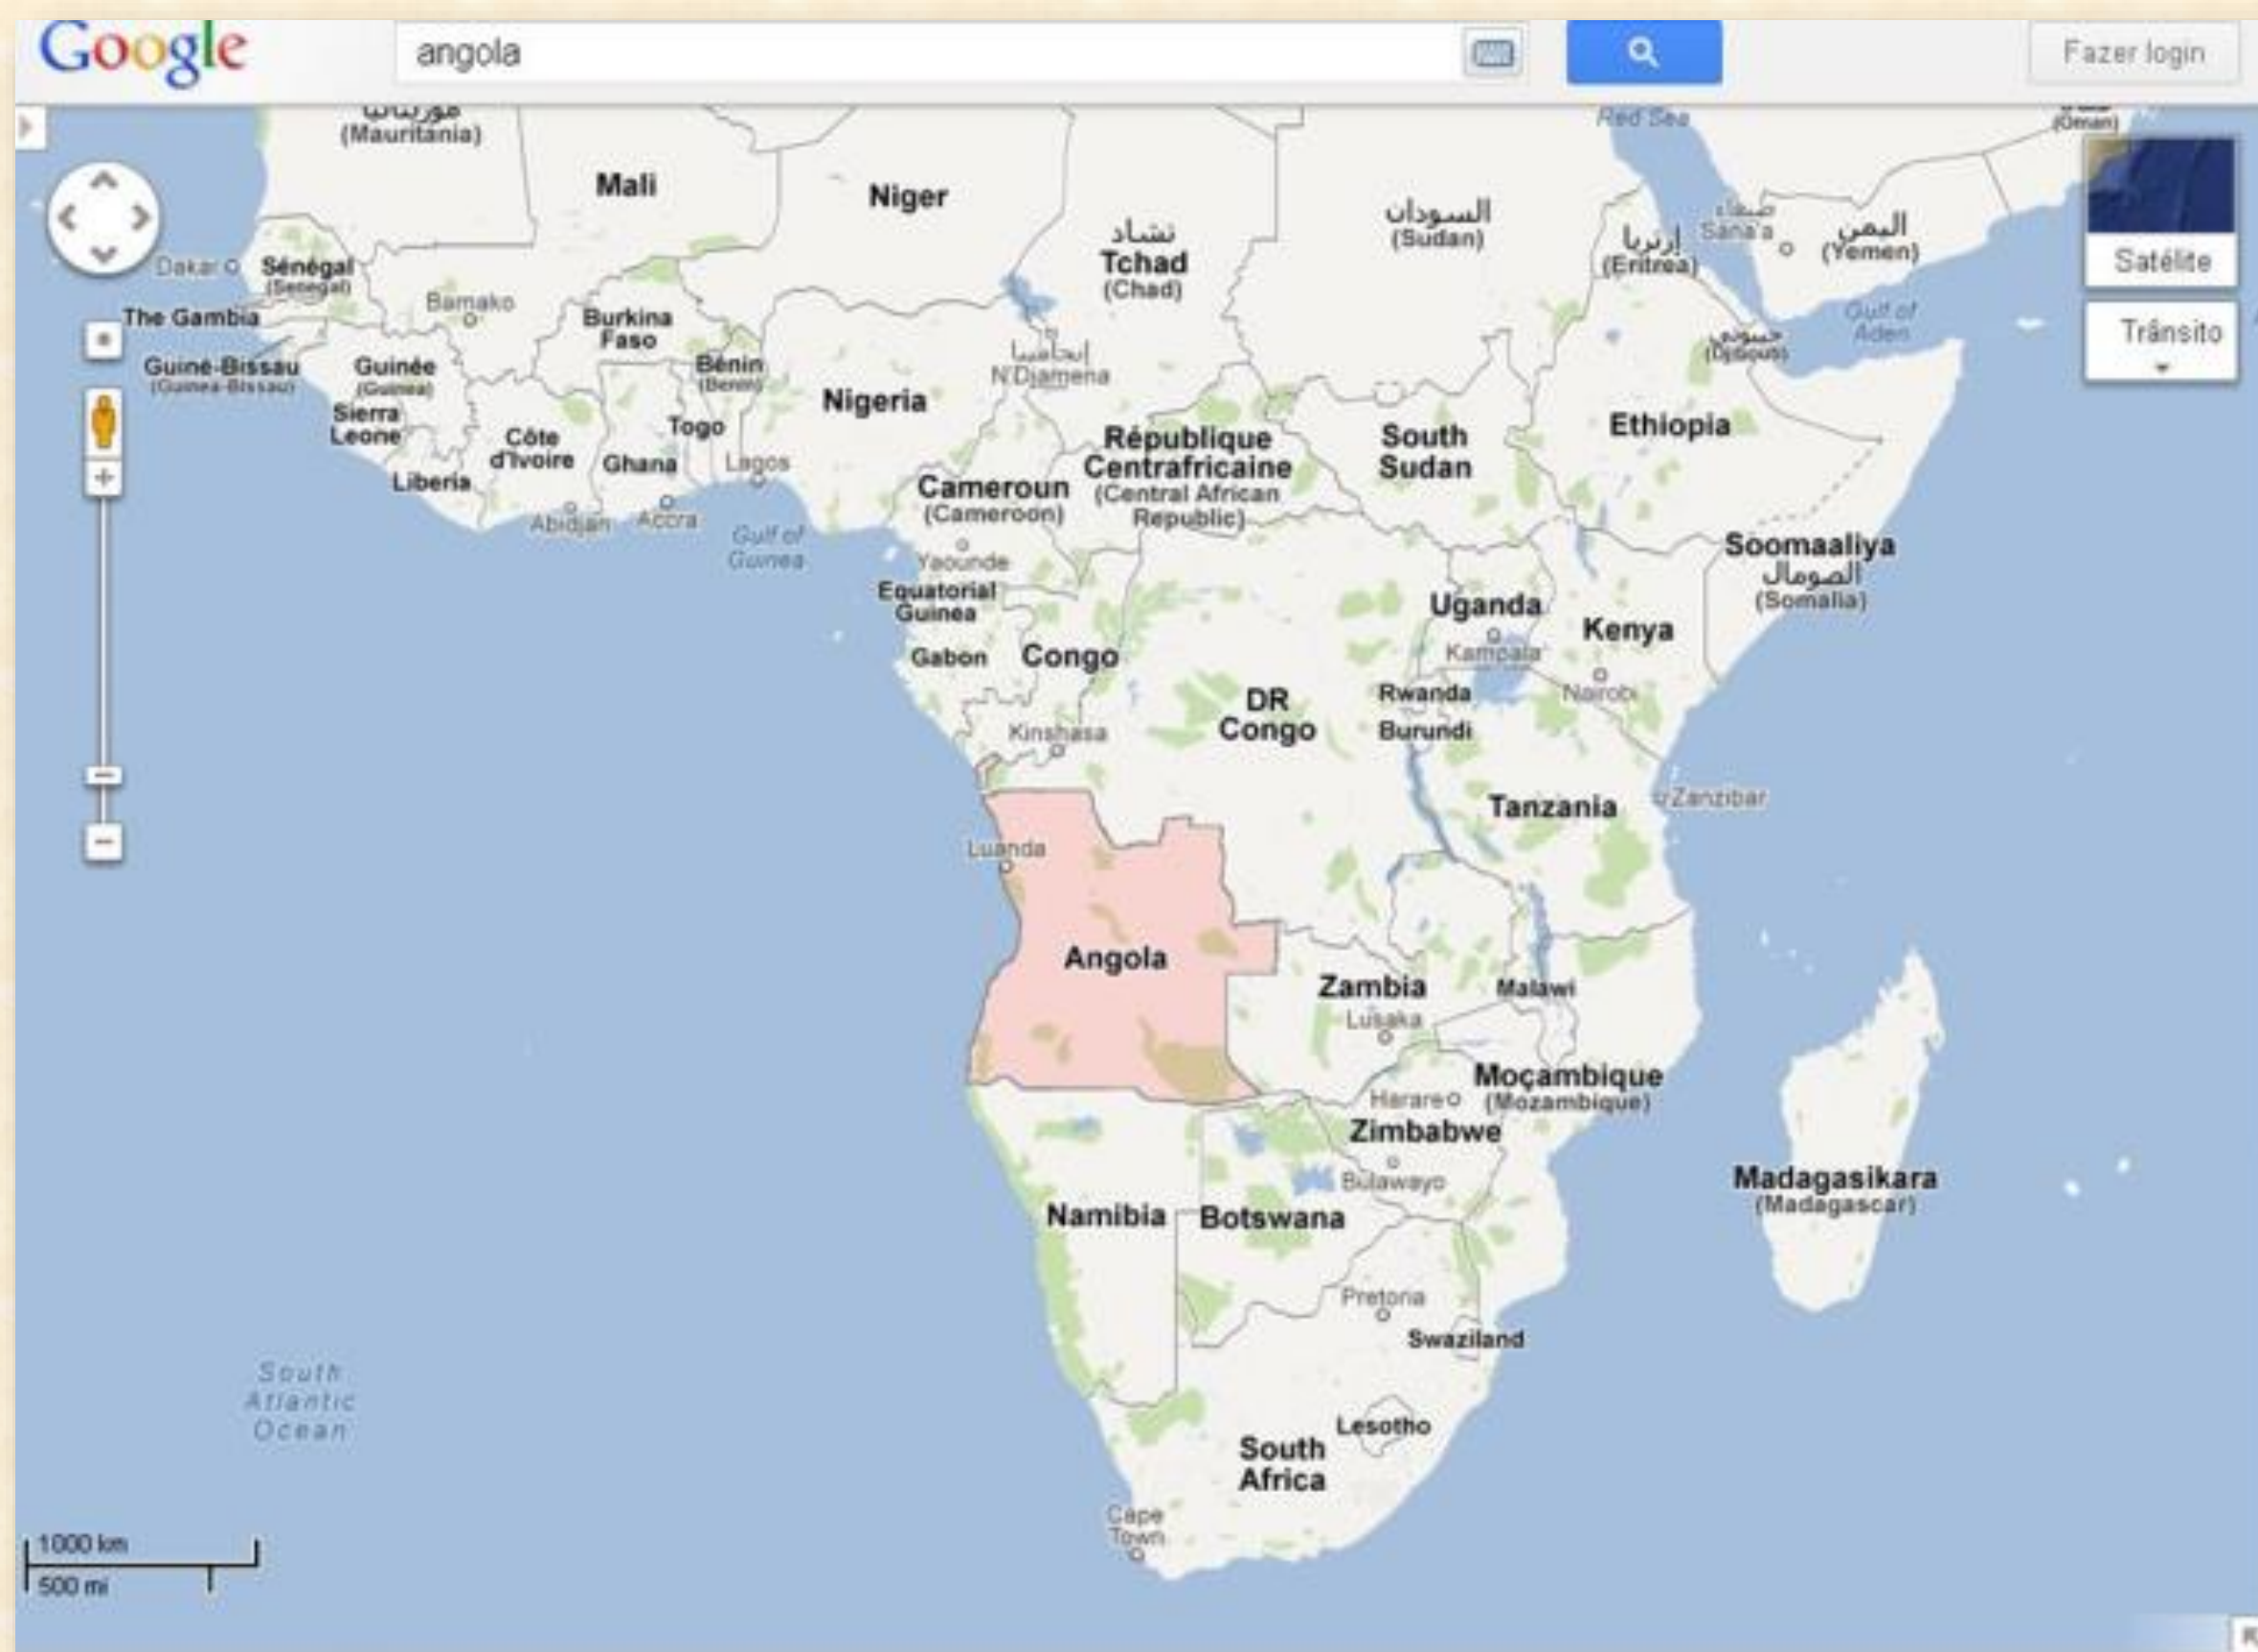 Google
angola
Fazer login
موريتانيا
(Mauritania)
Red Sea
(Oman)
Mali
Niger
السودان
(Sudan)
تشاد
Tchad
(Chad)
إرتريا
(Eritrea)
صنعاء
Sana'a
اليمن
(Yemen)
Satélite
Trânsito
Dakar
Sénégal
(Senegal)
Bamako
The Gambia
Burkina
Faso
Guiné-Bissau
(Guinea-Bissau)
Guinée
(Guinea)
Bénin
(Benin)
إنجامينا
N'Djamena
جيبوتي
(Djibouti)
Gulf of
Aden
Sierra
Leone
Nigeria
Togo
Côte
d'Ivoire
Ghana
Lagos
Liberia
Abidjan
Accra
Gulf of
Guinea
Cameroun
(Cameroon)
Yaounde
République
Centrafricaine
(Central African
Republic)
South
Sudan
Ethiopia
Soomaaliya
الصومال
(Somalia)
Equatorial
Guinea
Gabon
Congo
Uganda
Kampala
Kenya
Nairobi
DR
Congo
Rwanda
Burundi
Kinshasa
Tanzania
Zanzibar
Luanda
Angola
Zambia
Lusaka
Malawi
Moçambique
(Mozambique)
Harare
Zimbabwe
Bulawayo
Madagasikara
(Madagascar)
Namibia
Botswana
Pretoria
Swaziland
South
Atlantic
Ocean
Lesotho
South
Africa
Cape
Town
1000 km
500 mi